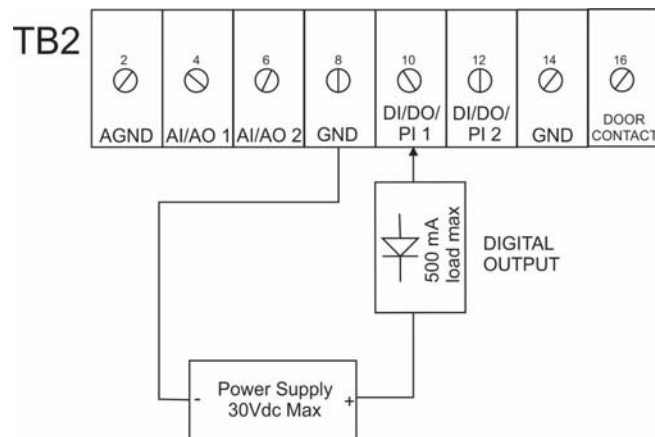 TB2
2 4 6 8 10 12 14 16
AGND AI/AO 1 AI/AO 2 GND DI/DO/ PI 1 DI/DO/ PI 2 GND DOOR CONTACT
500 mA
load max
DIGITAL
OUTPUT
- Power Supply +
30Vdc Max